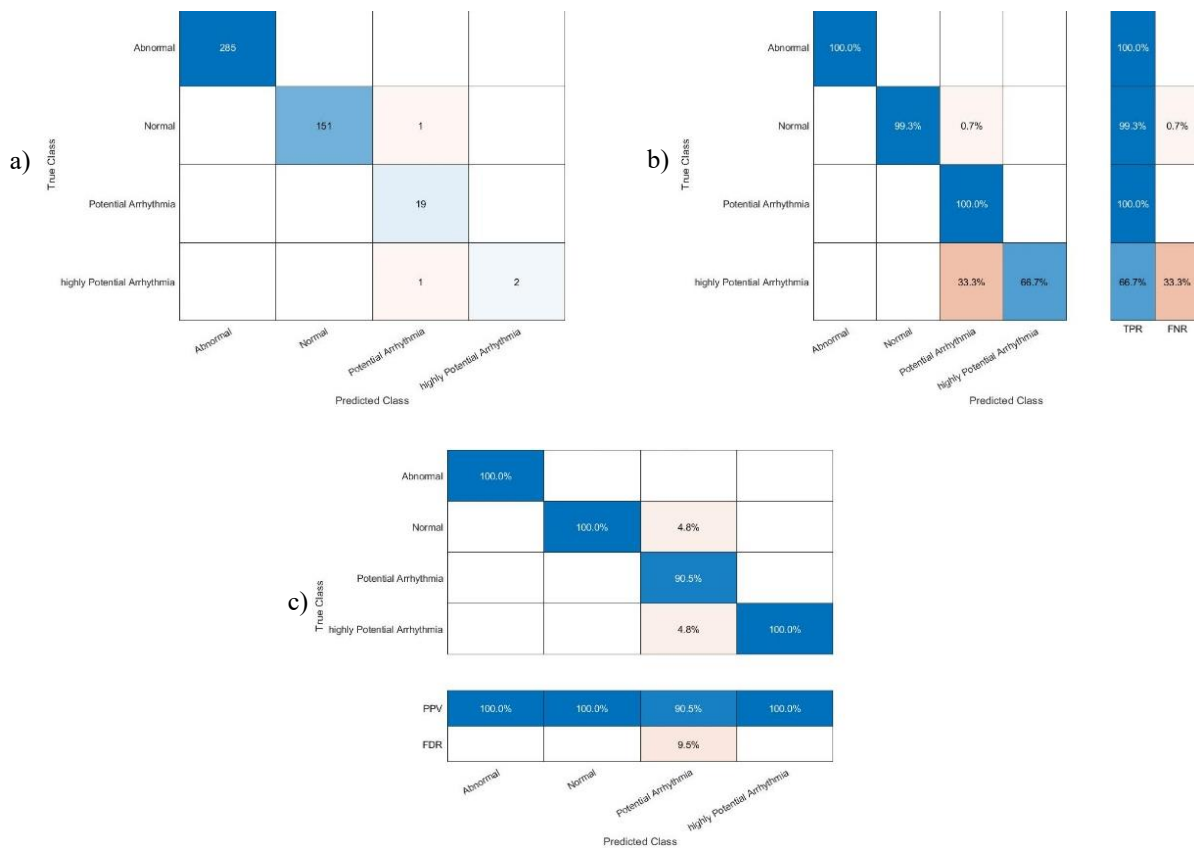 a)
True Class
Abnormal
285
Normal
151 1
Potential Arrhythmia
19
highly Potential Arrhythmia
1 2
Abnormal
Normal
Potential Arrhythmia
highly Potential Arrhythmia
Predicted Class
b)
True Class
Abnormal
100.0% 100.0%
Normal
99.3% 0.7% 99.3% 0.7%
Potential Arrhythmia
100.0% 100.0%
highly Potential Arrhythmia
33.3% 66.7% 66.7% 33.3%
TPR FNR
Abnormal
Normal
Potential Arrhythmia
highly Potential Arrhythmia
Predicted Class
c)
True Class
Abnormal
100.0%
Normal
100.0% 4.8%
Potential Arrhythmia
90.5%
highly Potential Arrhythmia
4.8% 100.0%
PPV
100.0% 100.0% 90.5% 100.0%
FDR
9.5%
Abnormal
Normal
Potential Arrhythmia
highly Potential Arrhythmia
Predicted Class